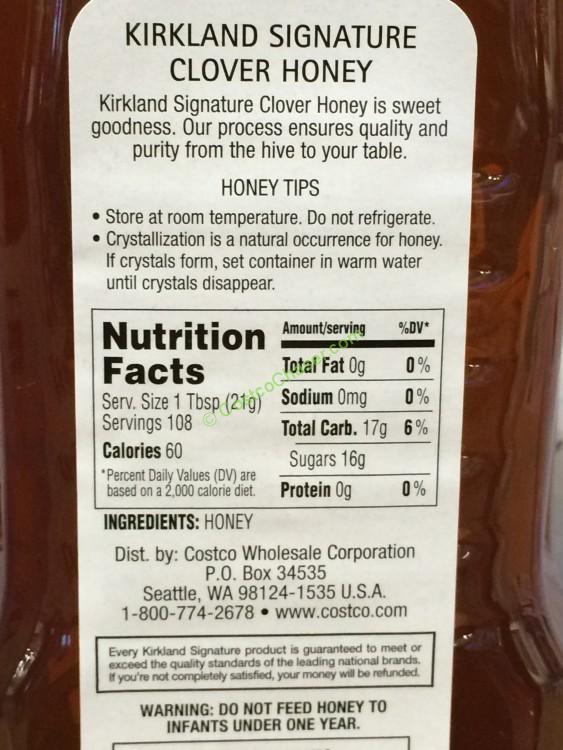 KIRKLAND SIGNATURE
CLOVER HONEY
Kirkland Signature Clover Honey is sweet
goodness. Our process ensures quality and
purity from the hive to your table.
HONEY TIPS
• Store at room temperature. Do not refrigerate.
• Crystallization is a natural occurrence for honey.
If crystals form, set container in warm water
until crystals disappear.
Nutrition
Facts
Serv. Size 1 Tbsp (21g)
Servings 108
Calories 60
*Percent Daily Values (DV) are
based on a 2,000 calorie diet.
Amount/serving %DV*
Total Fat 0g 0%
Sodium 0mg 0%
Total Carb. 17g 6%
Sugars 16g
Protein 0g 0%
© CostcoChaser.com
INGREDIENTS: HONEY
Dist. by: Costco Wholesale Corporation
P.O. Box 34535
Seattle, WA 98124-1535 U.S.A.
1-800-774-2678 • www.costco.com
Every Kirkland Signature product is guaranteed to meet or
exceed the quality standards of the leading national brands.
If you're not completely satisfied, your money will be refunded.
WARNING: DO NOT FEED HONEY TO
INFANTS UNDER ONE YEAR.